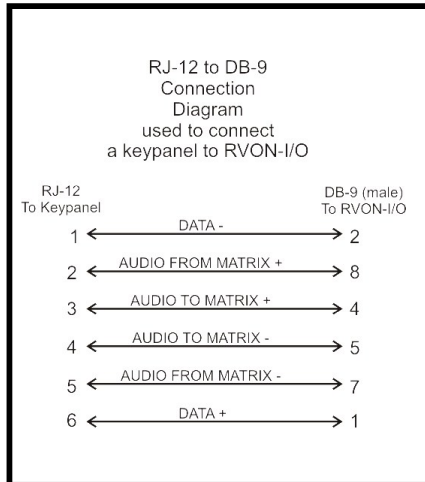 RJ-12 to DB-9
Connection
Diagram
used to connect
a keypanel to RVON-I/O
RJ-12
To Keypanel
DB-9 (male)
To RVON-I/O
1 DATA - 2
2 AUDIO FROM MATRIX + 8
3 AUDIO TO MATRIX + 4
4 AUDIO TO MATRIX - 5
5 AUDIO FROM MATRIX - 7
6 DATA + 1